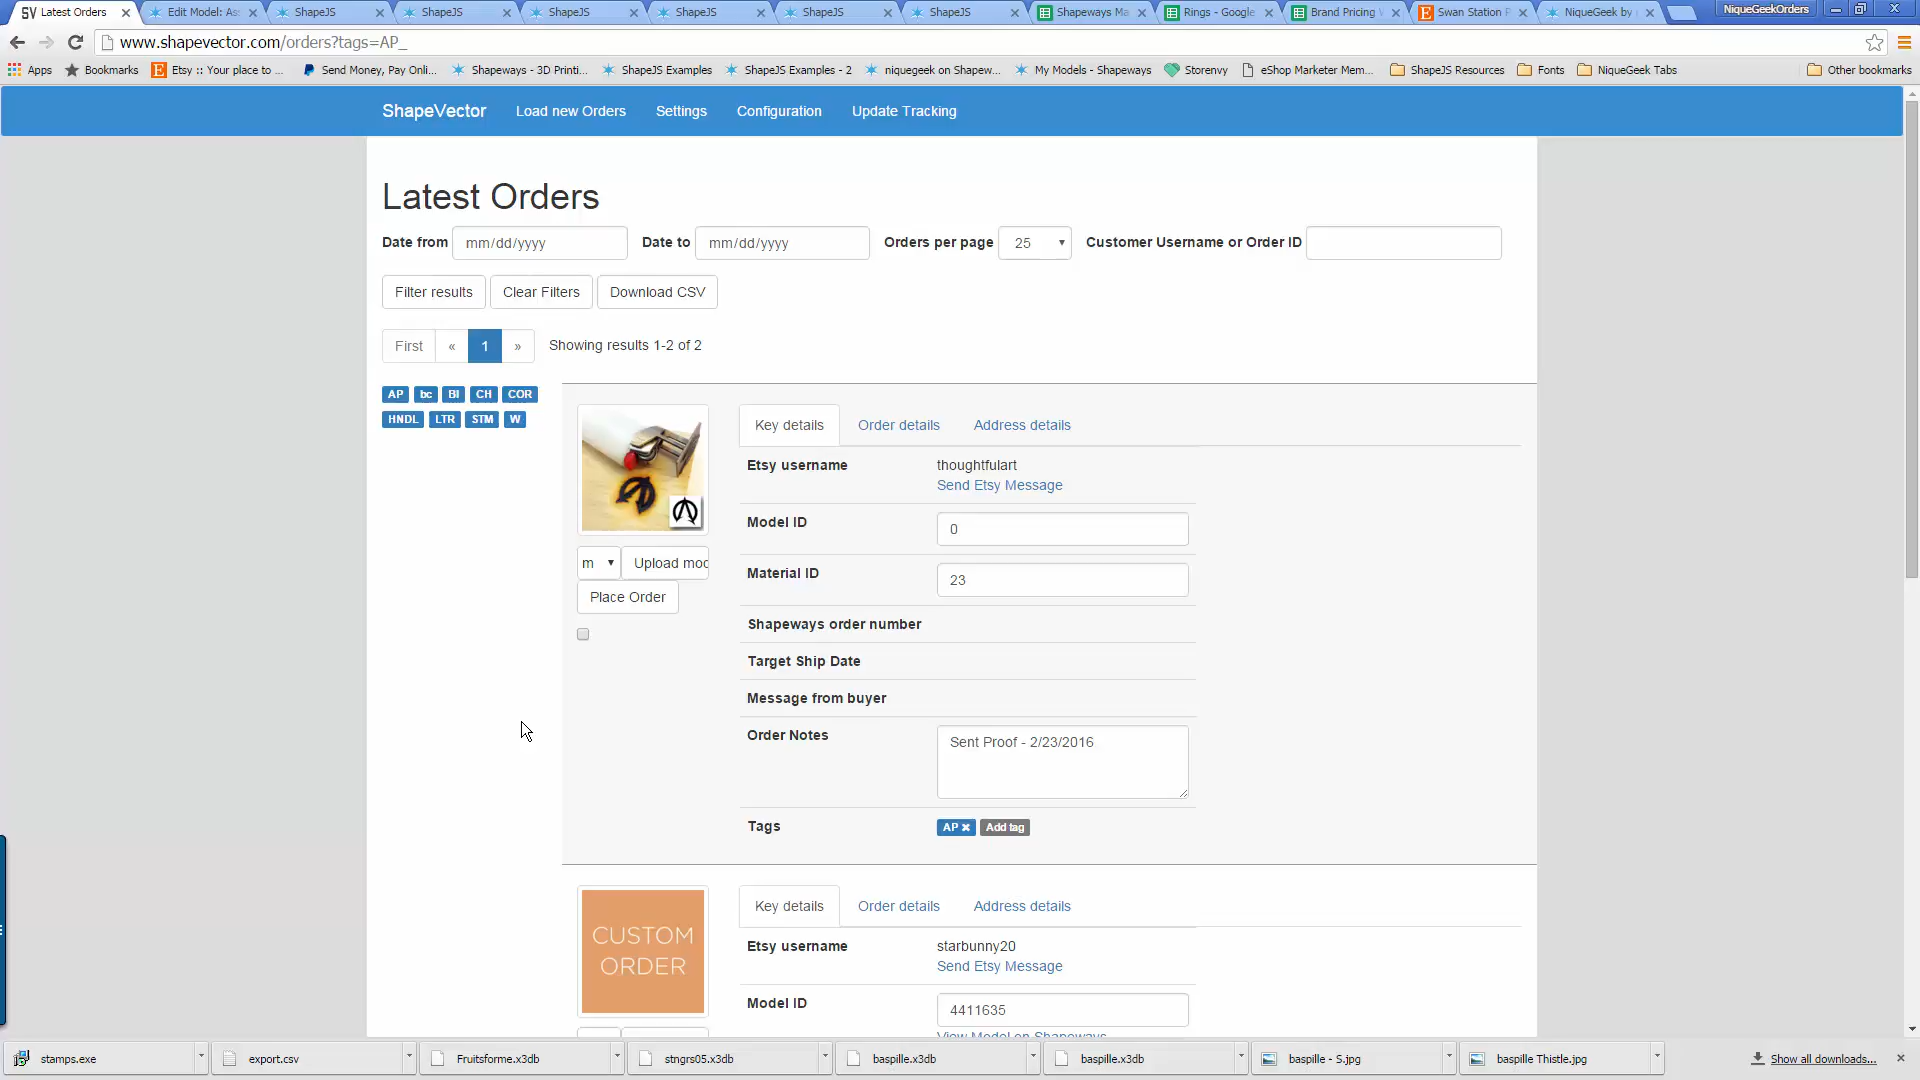 SV Latest Orders
Edit Model: As
ShapeJS
ShapeJS
ShapeJS
ShapeJS
ShapeJS
ShapeJS
Shapeways Ma
Rings - Google
Brand Pricing
Swan Station P
NiqueGeek by
NiqueGeekOrders
www.shapevector.com/orders?tags=AP_
Apps
Bookmarks
Etsy :: Your place to ...
Send Money, Pay Onli...
Shapeways - 3D Printi...
ShapeJS Examples
ShapeJS Examples - 2
niquegeek on Shapew...
My Models - Shapeways
Storenvy
eShop Marketer Mem...
ShapeJS Resources
Fonts
NiqueGeek Tabs
Other bookmarks
ShapeVector
Load new Orders
Settings
Configuration
Update Tracking
Latest Orders
Date from mm/dd/yyyy Date to mm/dd/yyyy Orders per page 25 Customer Username or Order ID
Filter results Clear Filters Download CSV
First « 1 » Showing results 1-2 of 2
AP bc BI CH COR
HNDL LTR STM W
m Upload mod
Place Order
Key details Order details Address details
Etsy username thoughtfulart
Send Etsy Message
Model ID 0
Material ID 23
Shapeways order number
Target Ship Date
Message from buyer
Order Notes Sent Proof - 2/23/2016
Tags AP × Add tag
CUSTOM
ORDER
Key details Order details Address details
Etsy username starbunny20
Send Etsy Message
Model ID 4411635
View Model on Shapeways
stamps.exe
export.csv
Fruitsforme.x3db
stngrs05.x3db
baspille.x3db
baspille.x3db
baspille - S.jpg
baspille Thistle.jpg
Show all downloads...